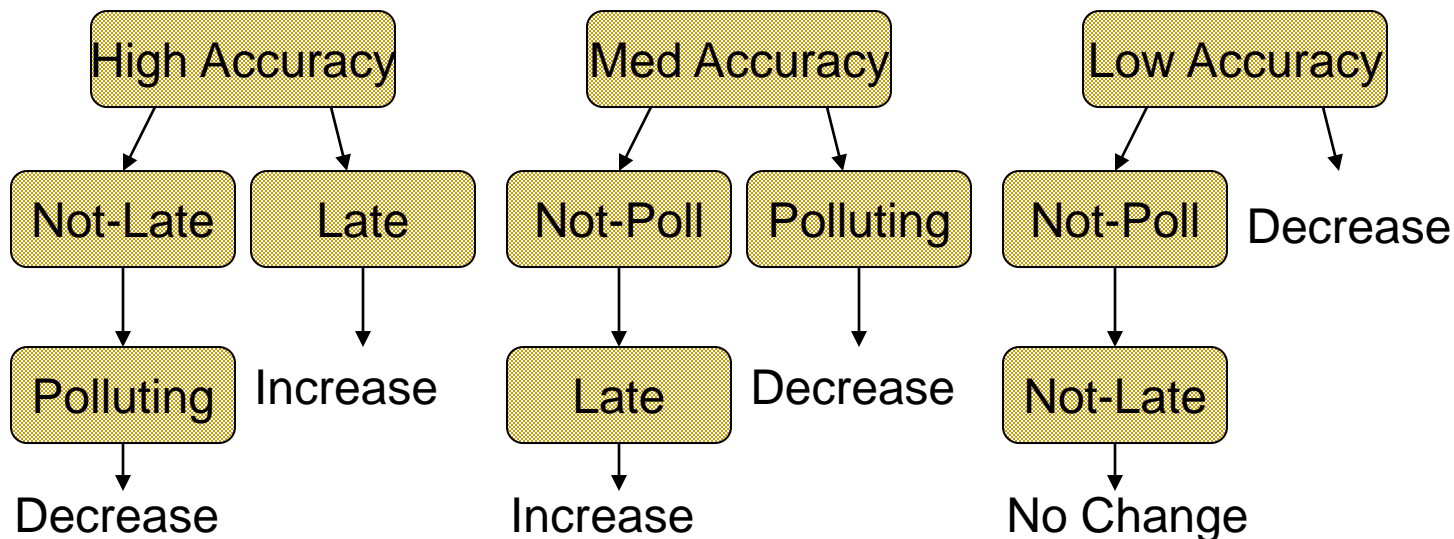 High Accuracy
Med Accuracy
Low Accuracy
Not-Late
Late
Not-Poll
Polluting
Not-Poll
Decrease
Polluting
Increase
Late
Decrease
Not-Late
Decrease
Increase
No Change